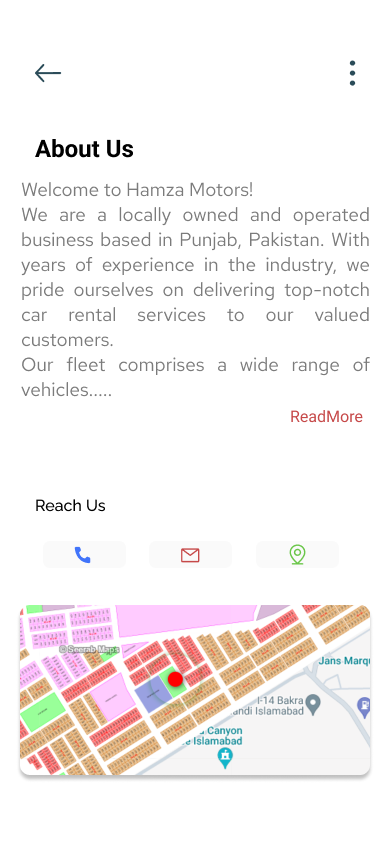 About Us
Welcome to Hamza Motors!
We are a locally owned and operated
business based in Punjab, Pakistan. With
years of experience in the industry, we
pride ourselves on delivering top-notch
car rental services to our valued
customers.
Our fleet comprises a wide range of
vehicles.....
ReadMore
Reach Us
© Seerab Maps
Jans Marqu
I-14 Bakra
andi Islamabad
d Canyon
e Islamabad